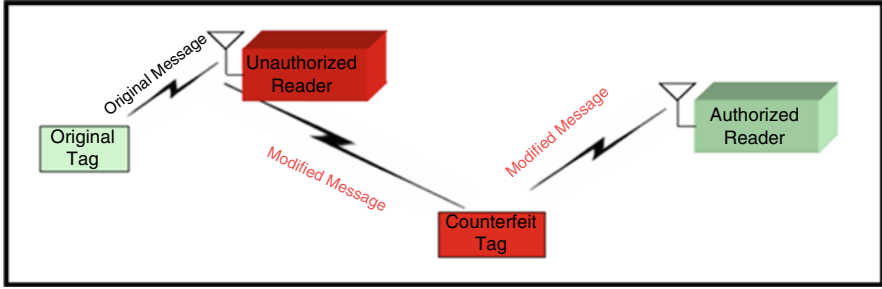 Original Message
Unauthorized
Reader
Original
Tag
Modified Message
Modified Message
Authorized
Reader
Counterfeit
Tag